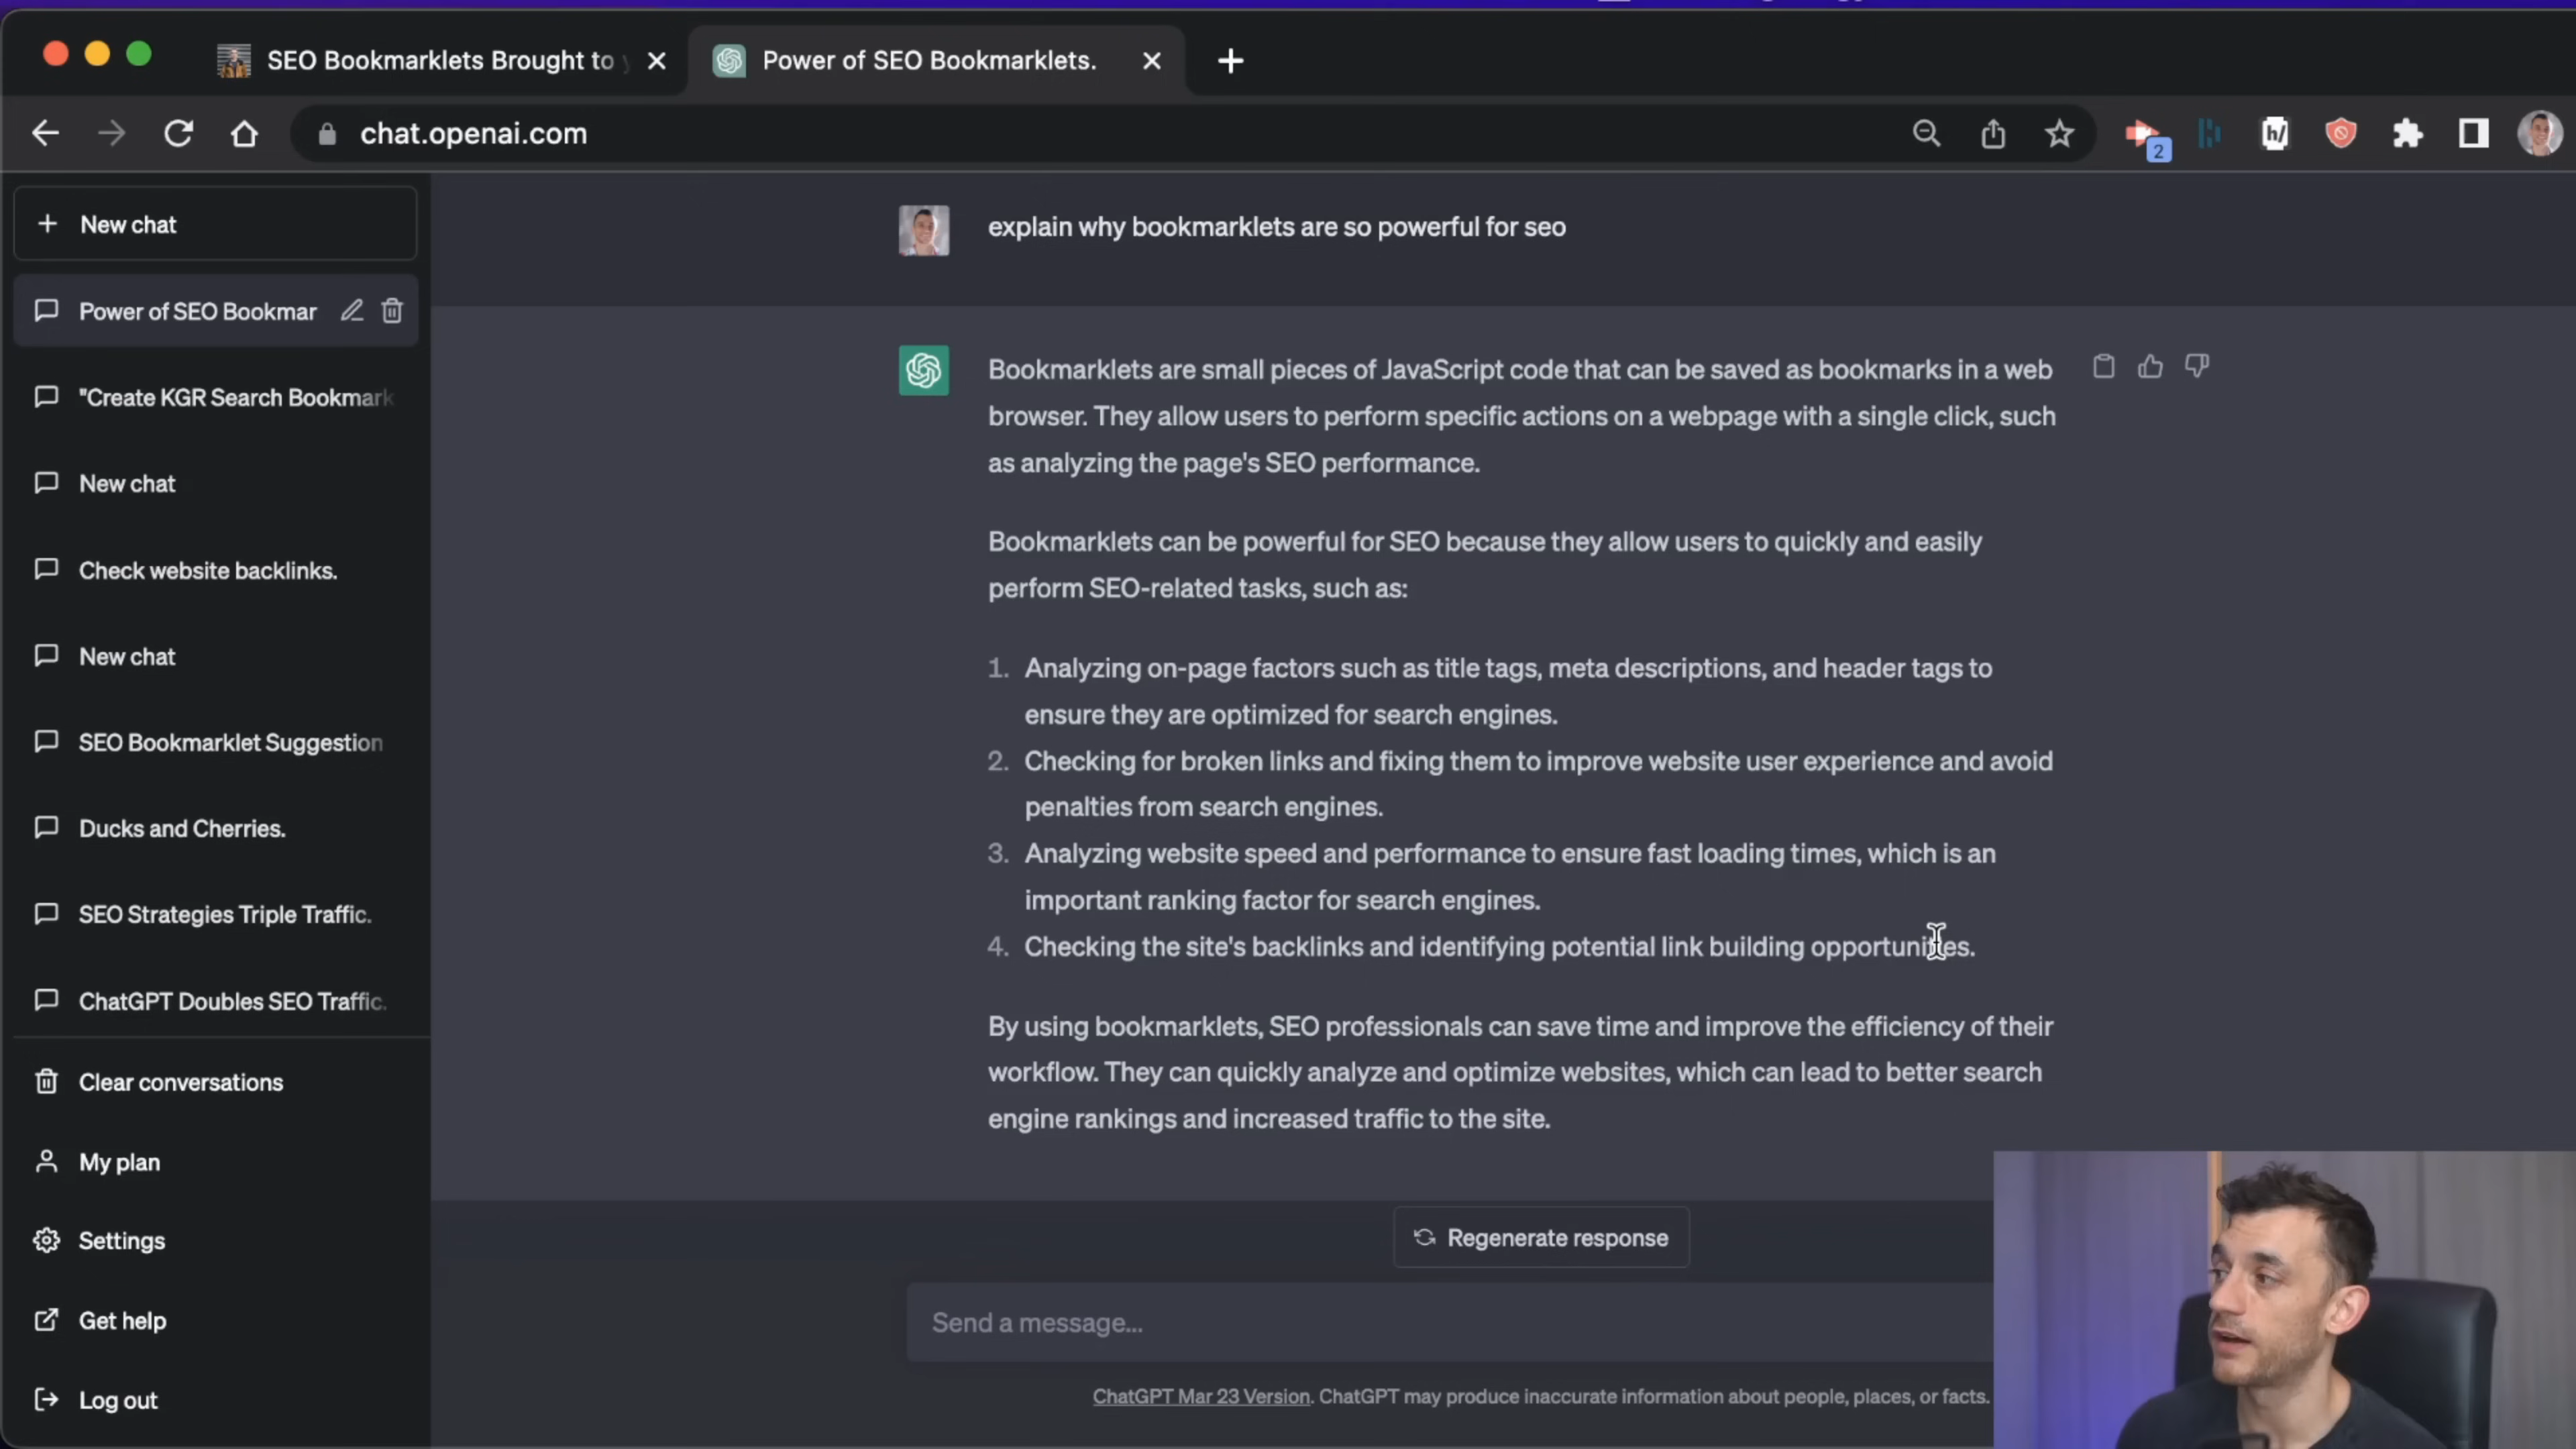 SEO Bookmarklets Brought to
Power of SEO Bookmarklets.
chat.openai.com
2
h/
New chat
Power of SEO Bookmar
"Create KGR Search Bookmark
New chat
Check website backlinks.
New chat
SEO Bookmarklet Suggestion
Ducks and Cherries.
SEO Strategies Triple Traffic.
ChatGPT Doubles SEO Traffic.
Clear conversations
My plan
Settings
Get help
Log out
explain why bookmarklets are so powerful for seo
Bookmarklets are small pieces of JavaScript code that can be saved as bookmarks in a web
browser. They allow users to perform specific actions on a webpage with a single click, such
as analyzing the page's SEO performance.
Bookmarklets can be powerful for SEO because they allow users to quickly and easily
perform SEO-related tasks, such as:
1. Analyzing on-page factors such as title tags, meta descriptions, and header tags to
ensure they are optimized for search engines.
2. Checking for broken links and fixing them to improve website user experience and avoid
penalties from search engines.
3. Analyzing website speed and performance to ensure fast loading times, which is an
important ranking factor for search engines.
4. Checking the site's backlinks and identifying potential link building opportunities.
By using bookmarklets, SEO professionals can save time and improve the efficiency of their
workflow. They can quickly analyze and optimize websites, which can lead to better search
engine rankings and increased traffic to the site.
Regenerate response
Send a message...
ChatGPT Mar 23 Version. ChatGPT may produce inaccurate information about people, places, or facts.